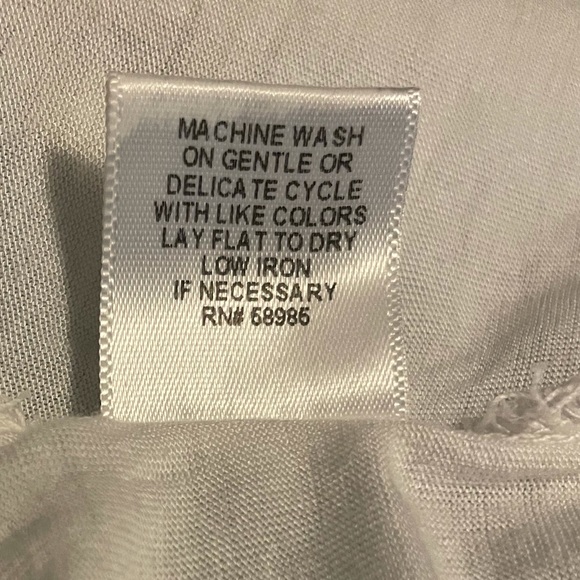 MACHINE WASH
ON GENTLE OR
DELICATE CYCLE
WITH LIKE COLORS
LAY FLAT TO DRY
LOW IRON
IF NECESSARY
RN# 58985